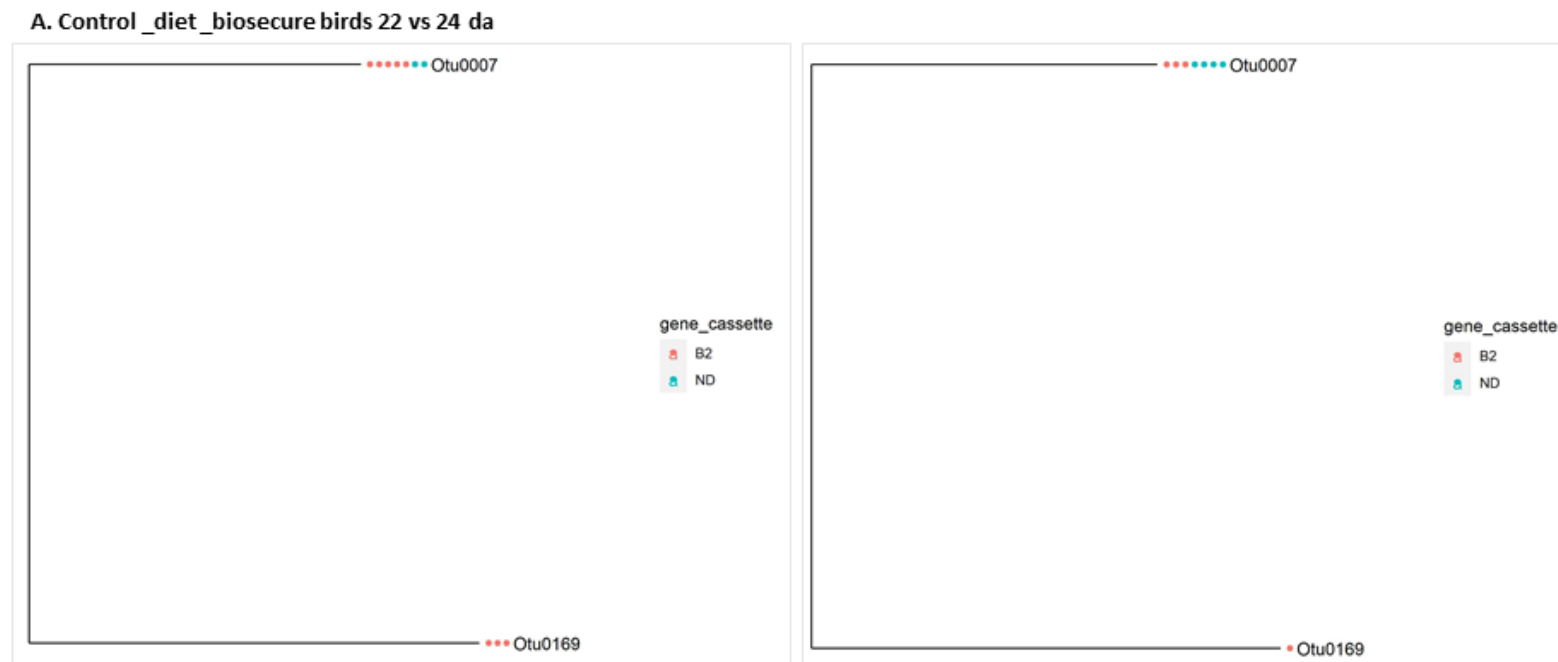 A. Control _diet _biosecure birds 22 vs 24 da
Otu0007
gene_cassette
B2
ND
Otu0169
Otu0007
gene_cassette
B2
ND
Otu0169